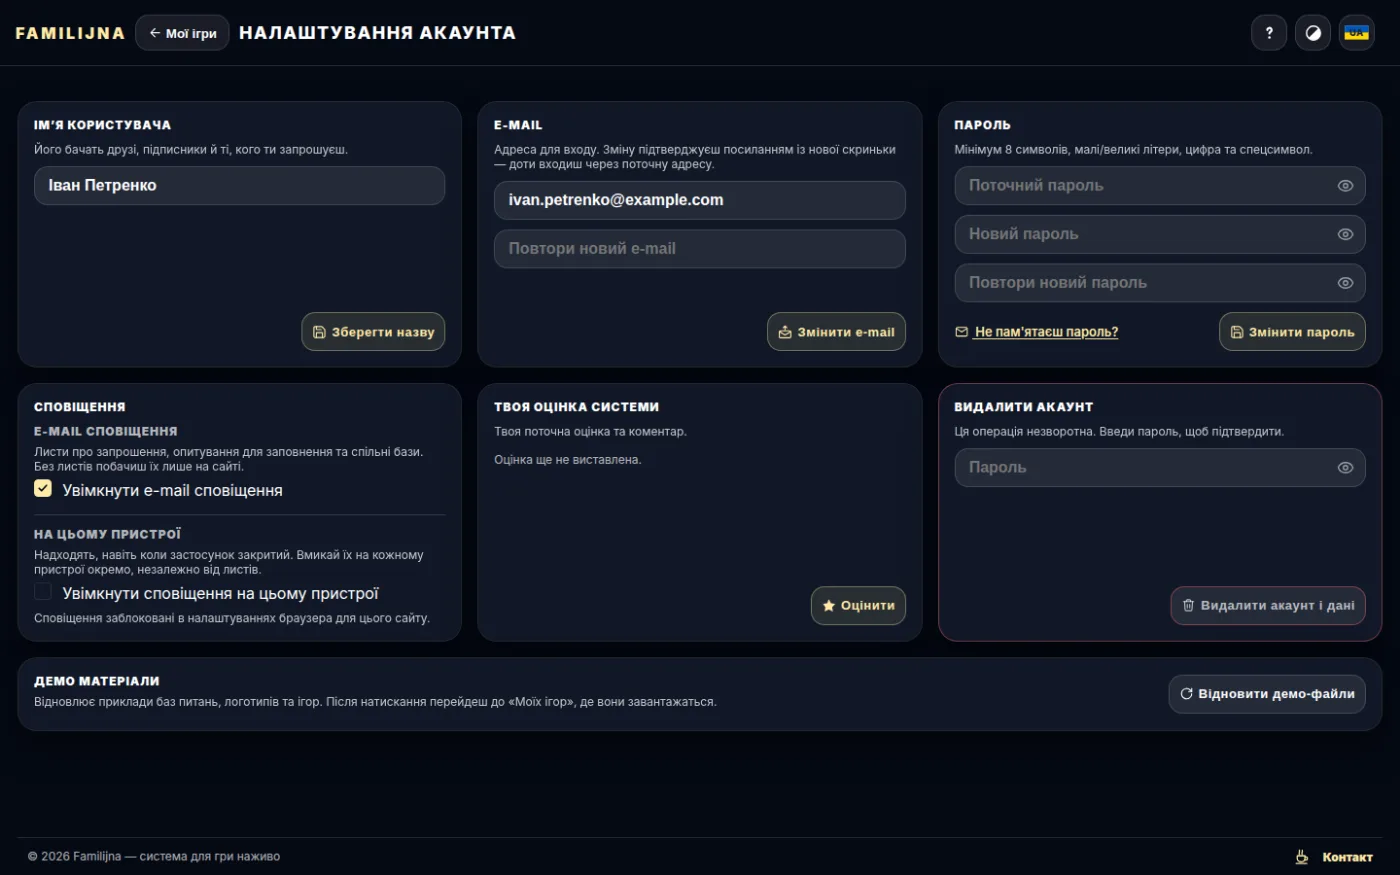 FAMILIJNA
← Мої ігри
НАЛАШТУВАННЯ АКАУНТА
?
UA
ІМ'Я КОРИСТУВАЧА
Його бачать друзі, підписники й ті, кого ти запрошуєш.
Іван Петренко
Зберегти назву
E-MAIL
Адреса для входу. Зміну підтверджуєш посиланням із нової скриньки
— доти входиш через поточну адресу.
ivan.petrenko@example.com
Повтори новий e-mail
Змінити e-mail
ПАРОЛЬ
Мінімум 8 символів, малі/великі літери, цифра та спецсимвол.
Поточний пароль
Новий пароль
Повтори новий пароль
Не пам'ятаєш пароль?
Змінити пароль
СПОВІЩЕННЯ
E-MAIL СПОВІЩЕННЯ
Листи про запрошення, опитування для заповнення та спільні бази.
Без листів побачиш їх лише на сайті.
Увімкнути e-mail сповіщення
НА ЦЬОМУ ПРИСТРОЇ
Надходять, навіть коли застосунок закритий. Вмикай їх на кожному
пристрої окремо, незалежно від листів.
Увімкнути сповіщення на цьому пристрої
Сповіщення заблоковані в налаштуваннях браузера для цього сайту.
ТВОЯ ОЦІНКА СИСТЕМИ
Твоя поточна оцінка та коментар.
Оцінка ще не виставлена.
Оцінити
ВИДАЛИТИ АКАУНТ
Ця операція незворотна. Введи пароль, щоб підтвердити.
Пароль
Видалити акаунт і дані
ДЕМО МАТЕРІАЛИ
Відновлює приклади баз питань, логотипів та ігор. Після натискання перейдеш до «Моїх ігор», де вони завантажаться.
Відновити демо-файли
© 2026 Familijna — система для гри наживо
Контакт